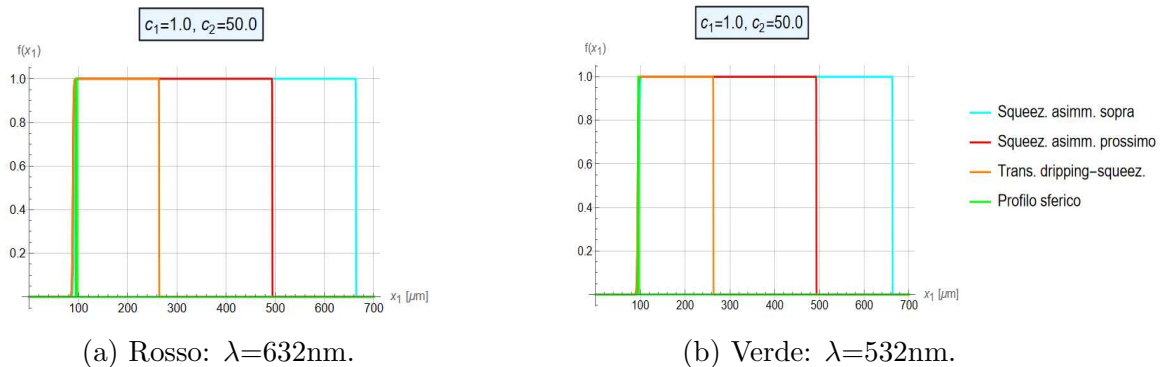 c1=1.0, c2=50.0
f(x1)
1.0
0.8
0.6
0.4
0.2
100 200 300 400 500 600 700
x1 [µm]
(a) Rosso: λ=632nm.
c1=1.0, c2=50.0
f(x1)
1.0
0.8
0.6
0.4
0.2
100 200 300 400 500 600 700
x1 [µm]
Squeez. asimm. sopra
Squeez. asimm. prossimo
Trans. dripping–squeez.
Profilo sferico
(b) Verde: λ=532nm.